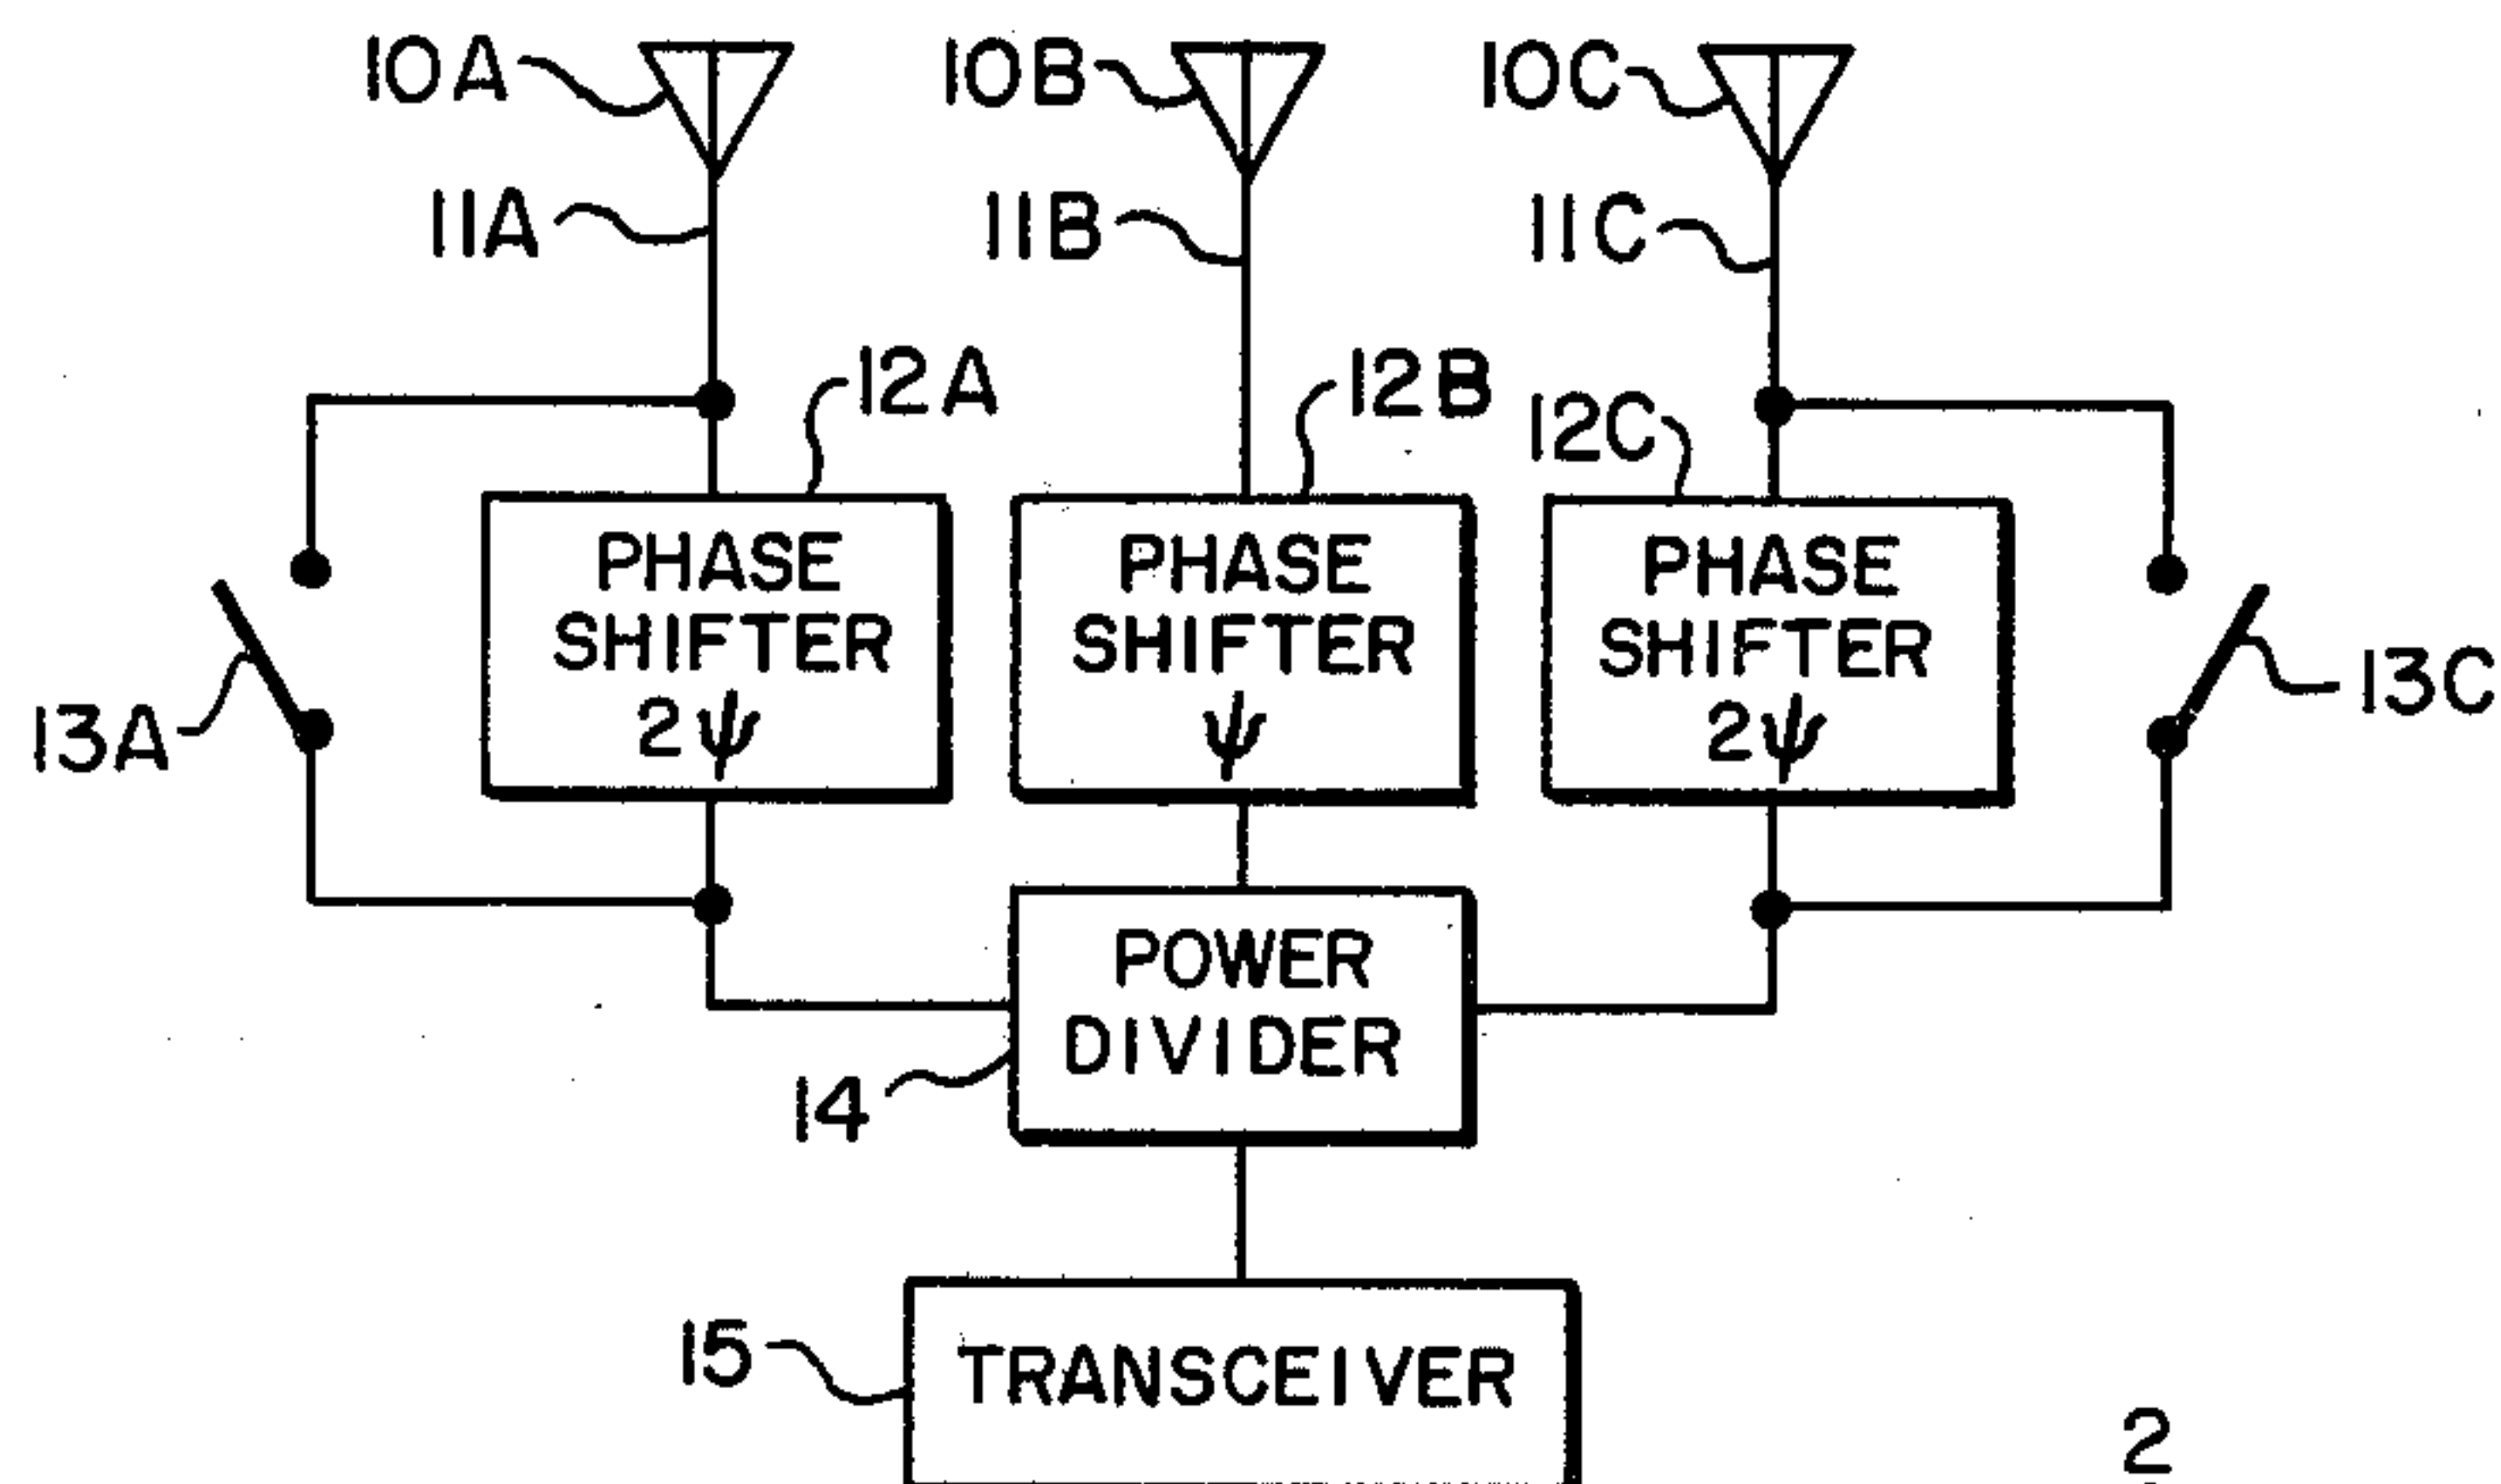 10A 10B 10C
11A 11B 11C
12A 12B 12C
PHASE SHIFTER 2ψ
PHASE SHIFTER ψ
PHASE SHIFTER 2ψ
13A 13C
POWER DIVIDER
14
15 TRANSCEIVER
2